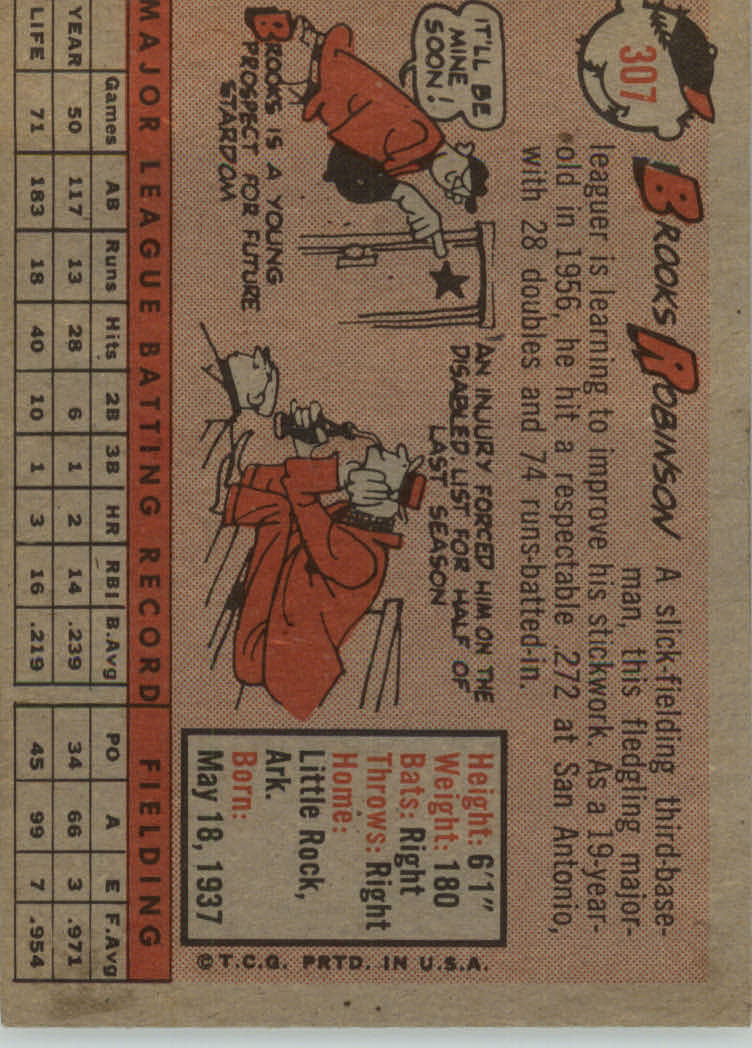 307
BROOKS ROBINSON
A slick-fielding third-base-
man, this fledgling major-
leaguer is learning to improve his stickwork. As a 19-year-
old in 1956, he hit a respectable .272 at San Antonio,
with 28 doubles and 74 runs-batted-in.
IT'LL BE
MINE
SOON!
BROOKS IS A YOUNG
PROSPECT FOR FUTURE
STARDOM
AN INJURY FORCED HIM ON THE
DISABLED LIST FOR HALF OF
LAST SEASON
Height: 6'1"
Weight: 180
Bats: Right
Throws: Right
Home:
Little Rock,
Ark.
Born:
May 18, 1937
© T.C.G. PRTD. IN U.S.A.
MAJOR LEAGUE BATTING RECORD FIELDING
Games AB Runs Hits 2B 3B HR RBI B.Avg PO A E F.Avg
YEAR 50 117 13 28 6 1 2 14 .239 34 66 3 .971
LIFE 71 183 18 40 10 1 3 16 .219 45 99 7 .954